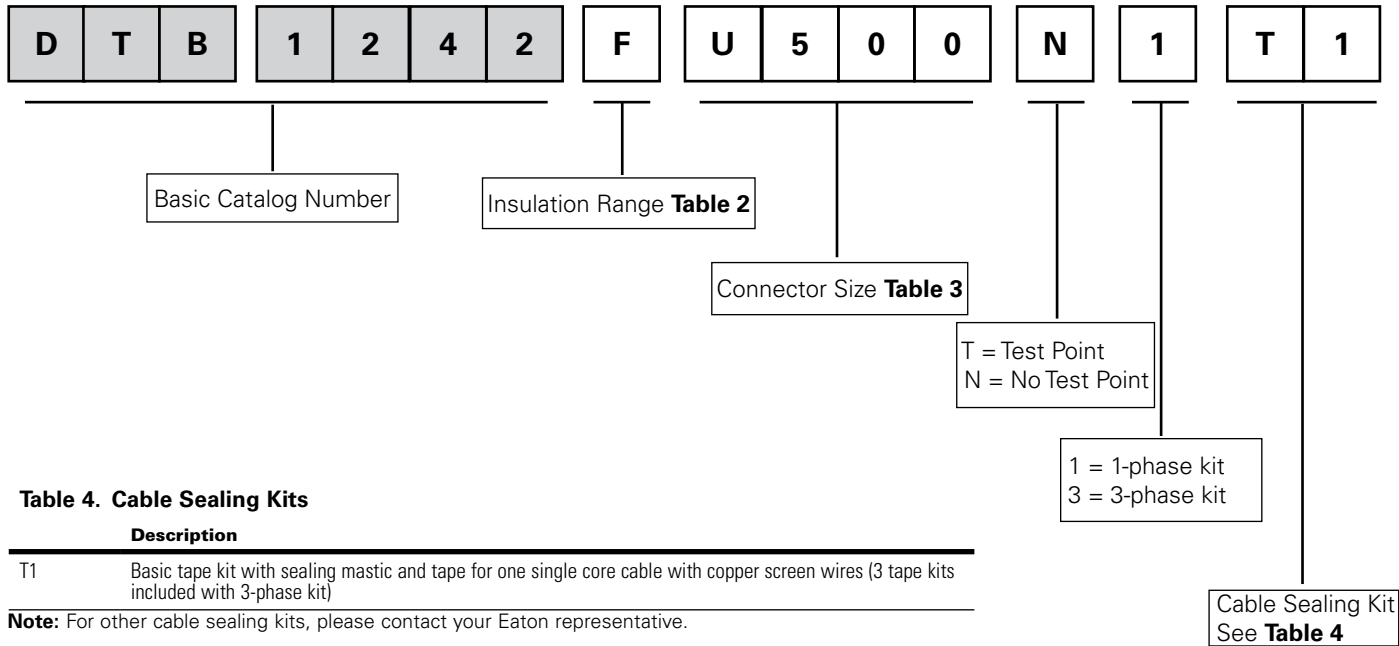 D T B 1 2 4 2 F U 5 0 0 N 1 T 1
Basic Catalog Number
Insulation Range Table 2
Connector Size Table 3
T = Test Point
N = No Test Point
1 = 1-phase kit
3 = 3-phase kit
Cable Sealing Kit
See Table 4
Table 4. Cable Sealing Kits
Description
T1 Basic tape kit with sealing mastic and tape for one single core cable with copper screen wires (3 tape kits
included with 3-phase kit)
Note: For other cable sealing kits, please contact your Eaton representative.